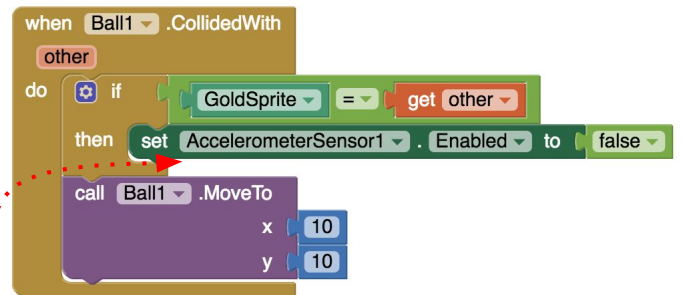 when Ball1 .CollidedWith
other
do if GoldSprite = get other
then set AccelerometerSensor1 . Enabled to false
call Ball1 .MoveTo
x 10
y 10